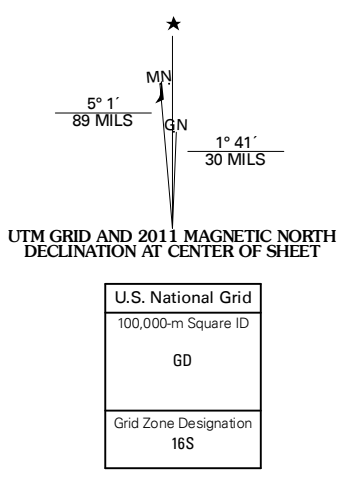 ★
MN
5° 1´
89 MILS
GN
1° 41´
30 MILS
UTM GRID AND 2011 MAGNETIC NORTH
DECLINATION AT CENTER OF SHEET
U.S. National Grid
100,000-m Square ID
GD
Grid Zone Designation
16S